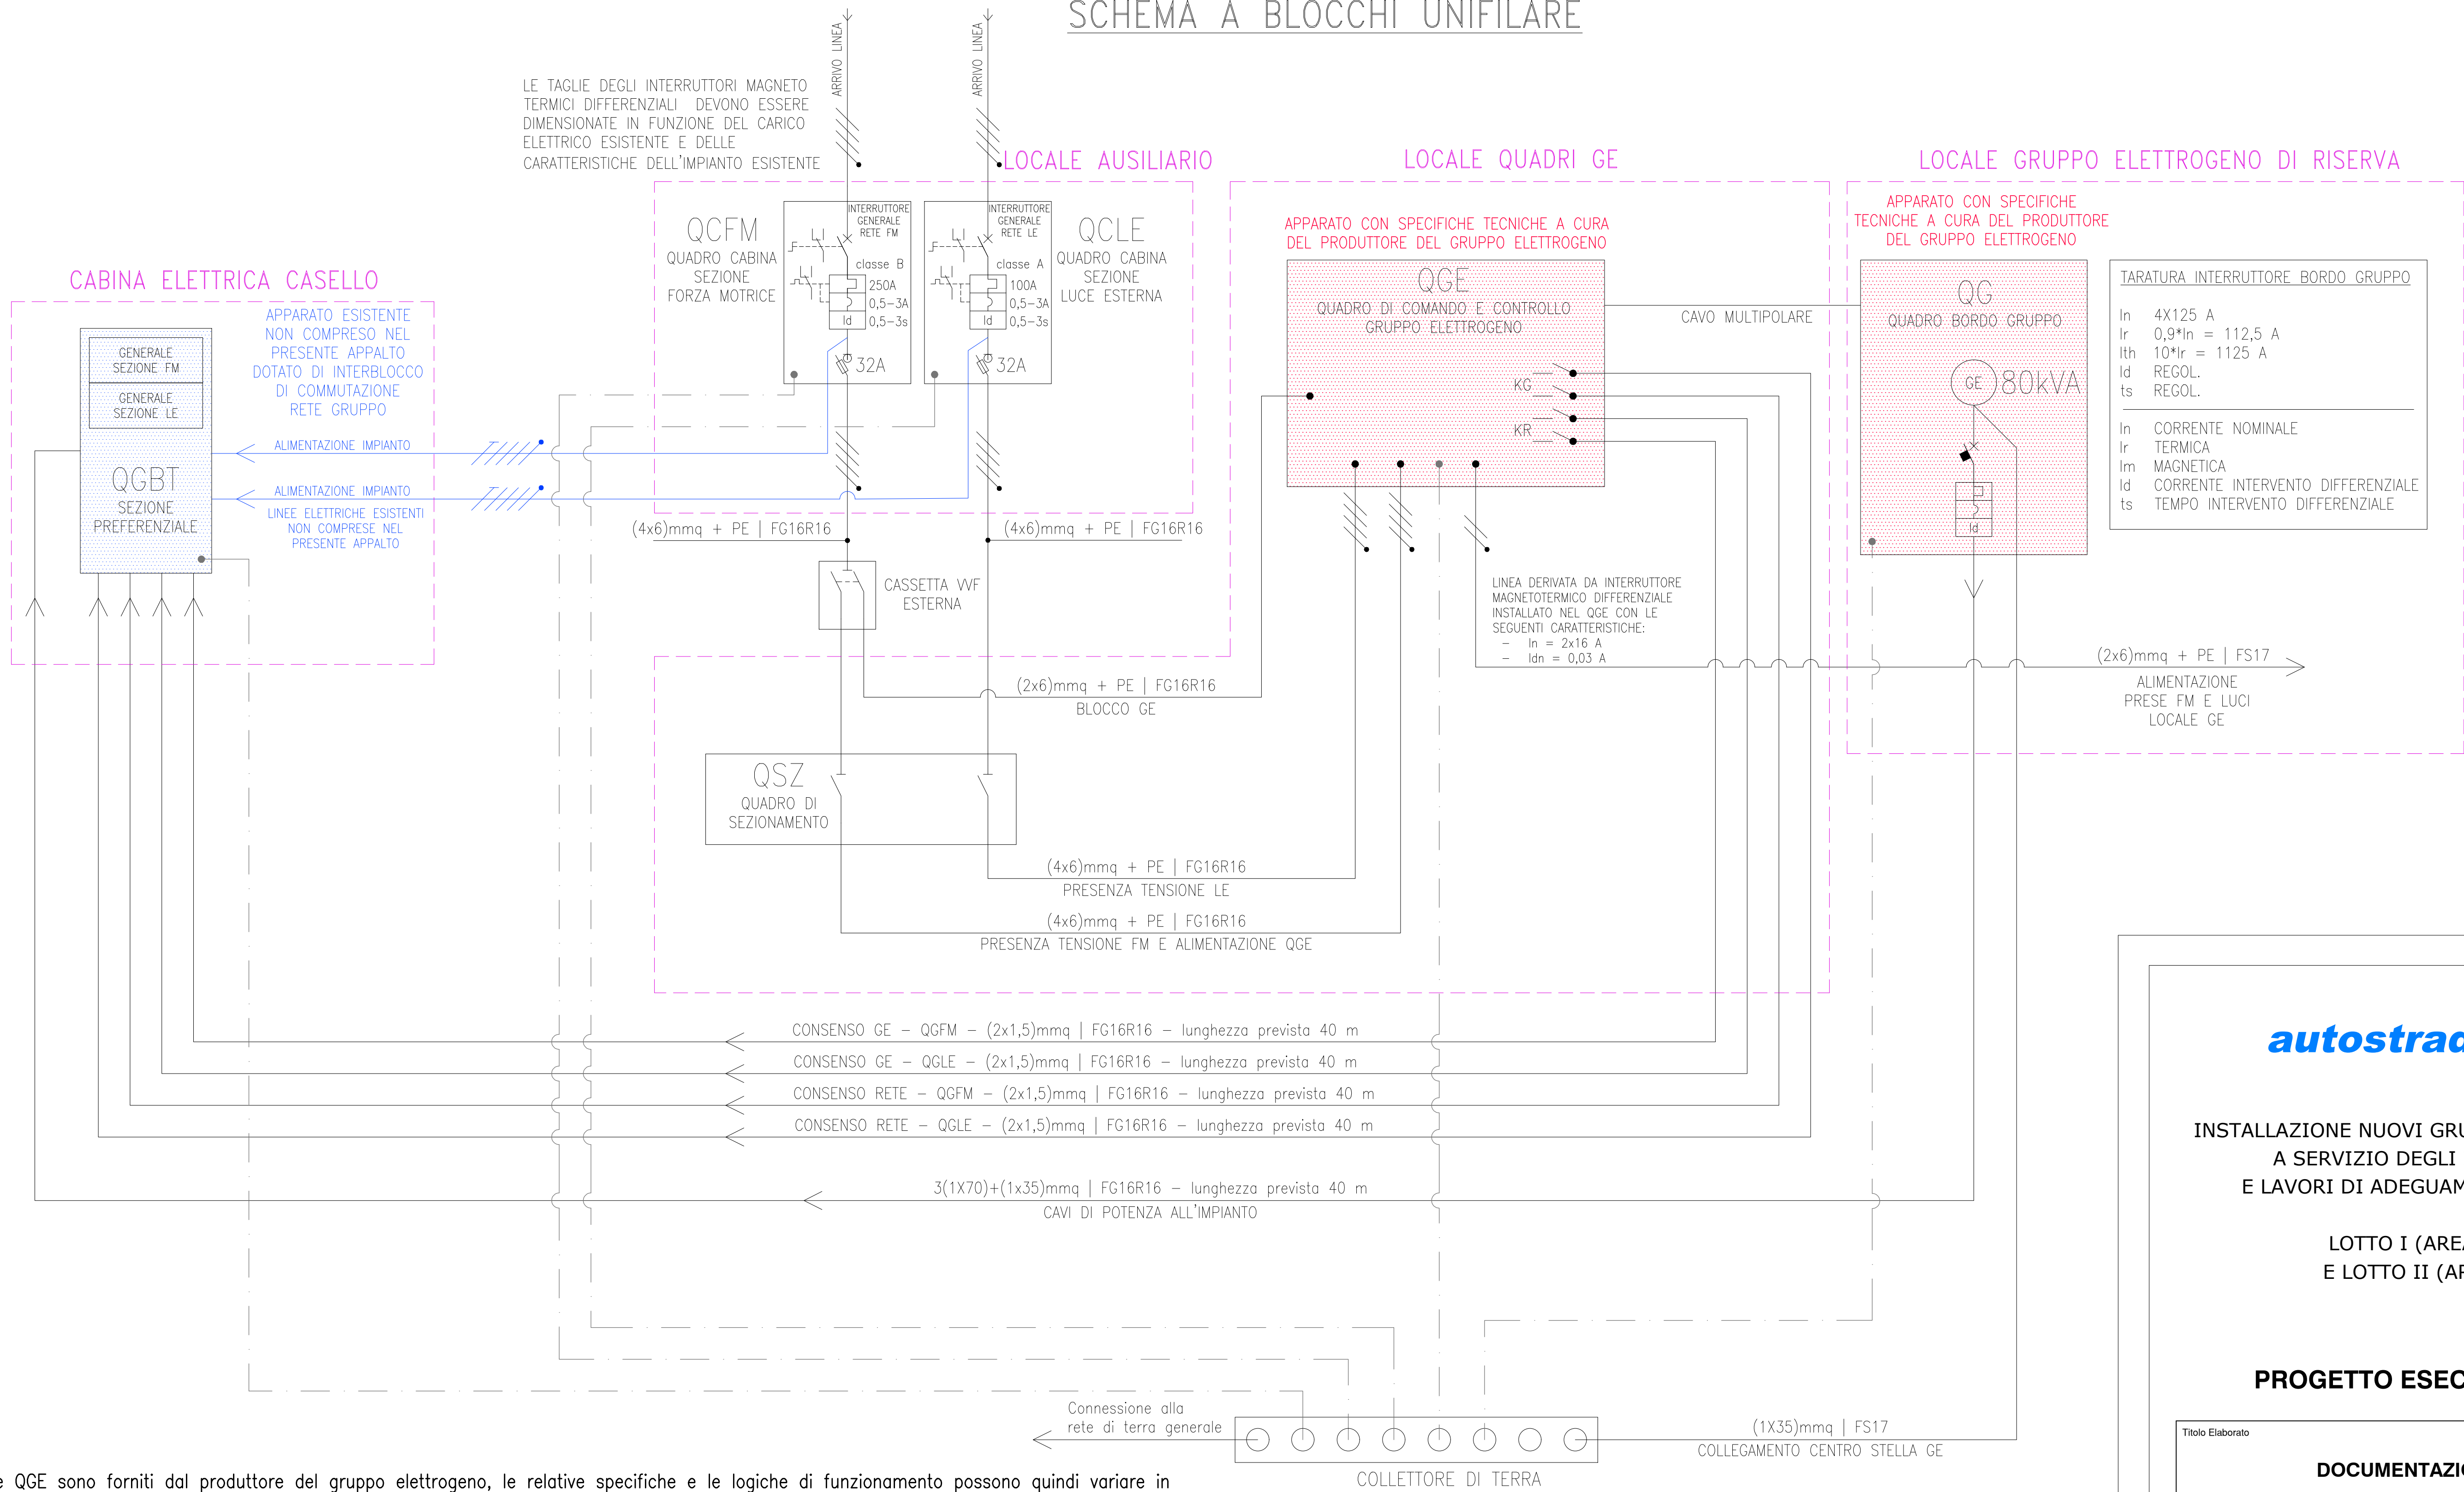 SCHEMA A BLOCCHI UNIFILARE
ARRIVO LINEA
ARRIVO LINEA
LE TAGLIE DEGLI INTERRUTTORI MAGNETO
TERMICI DIFFERENZIALI DEVONO ESSERE
DIMENSIONATE IN FUNZIONE DEL CARICO
ELETTRICO ESISTENTE E DELLE
CARATTERISTICHE DELL'IMPIANTO ESISTENTE
LOCALE AUSILIARIO
LOCALE QUADRI GE
LOCALE GRUPPO ELETTROGENO DI RISERVA
CABINA ELETTRICA CASELLO
GENERALE
SEZIONE FM
GENERALE
SEZIONE LE
QGBT
SEZIONE
PREFERENZIALE
APPARATO ESISTENTE
NON COMPRESO NEL
PRESENTE APPALTO
DOTATO DI INTERBLOCCO
DI COMMUTAZIONE
RETE GRUPPO
ALIMENTAZIONE IMPIANTO
ALIMENTAZIONE IMPIANTO
LINEE ELETTRICHE ESISTENTI
NON COMPRESE NEL
PRESENTE APPALTO
QCFM
QUADRO CABINA
SEZIONE
FORZA MOTRICE
INTERRUTTORE
GENERALE
RETE FM
classe B
250A
0,5-3A
Id
0,5-3s
32A
INTERRUTTORE
GENERALE
RETE LE
classe A
100A
0,5-3A
Id
0,5-3s
32A
QCLE
QUADRO CABINA
SEZIONE
LUCE ESTERNA
(4x6)mmq + PE | FG16R16
(4x6)mmq + PE | FG16R16
CASSETTA VVF
ESTERNA
(2x6)mmq + PE | FG16R16
BLOCCO GE
QSZ
QUADRO DI
SEZIONAMENTO
(4x6)mmq + PE | FG16R16
PRESENZA TENSIONE LE
(4x6)mmq + PE | FG16R16
PRESENZA TENSIONE FM E ALIMENTAZIONE QGE
APPARATO CON SPECIFICHE TECNICHE A CURA
DEL PRODUTTORE DEL GRUPPO ELETTROGENO
QGE
QUADRO DI COMANDO E CONTROLLO
GRUPPO ELETTROGENO
KG
KR
CAVO MULTIPOLARE
LINEA DERIVATA DA INTERRUTTORE
MAGNETOTERMICO DIFFERENZIALE
INSTALLATO NEL QGE CON LE
SEGUENTI CARATTERISTICHE:
- In = 2x16 A
- Idn = 0,03 A
APPARATO CON SPECIFICHE
TECNICHE A CURA DEL PRODUTTORE
DEL GRUPPO ELETTROGENO
QG
QUADRO BORDO GRUPPO
GE
80kVA
Id
TARATURA INTERRUTTORE BORDO GRUPPO
In 4X125 A
Ir 0,9*In = 112,5 A
Ith 10*Ir = 1125 A
Id REGOL.
ts REGOL.
In CORRENTE NOMINALE
Ir TERMICA
Im MAGNETICA
Id CORRENTE INTERVENTO DIFFERENZIALE
ts TEMPO INTERVENTO DIFFERENZIALE
(2x6)mmq + PE | FS17
ALIMENTAZIONE
PRESE FM E LUCI
LOCALE GE
CONSENSO GE - QGFM - (2x1,5)mmq | FG16R16 - lunghezza prevista 40 m
CONSENSO GE - QGLE - (2x1,5)mmq | FG16R16 - lunghezza prevista 40 m
CONSENSO RETE - QGFM - (2x1,5)mmq | FG16R16 - lunghezza prevista 40 m
CONSENSO RETE - QGLE - (2x1,5)mmq | FG16R16 - lunghezza prevista 40 m
3(1X70)+(1x35)mmq | FG16R16 - lunghezza prevista 40 m
CAVI DI POTENZA ALL'IMPIANTO
Connessione alla
rete di terra generale
(1X35)mmq | FS17
COLLEGAMENTO CENTRO STELLA GE
COLLETTORE DI TERRA
e QGE sono forniti dal produttore del gruppo elettrogeno, le relative specifiche e le logiche di funzionamento possono quindi variare in
autostrad
INSTALLAZIONE NUOVI GRU
A SERVIZIO DEGLI
E LAVORI DI ADEGUAM
LOTTO I (AREA
E LOTTO II (AR
PROGETTO ESEC
Titolo Elaborato
DOCUMENTAZI